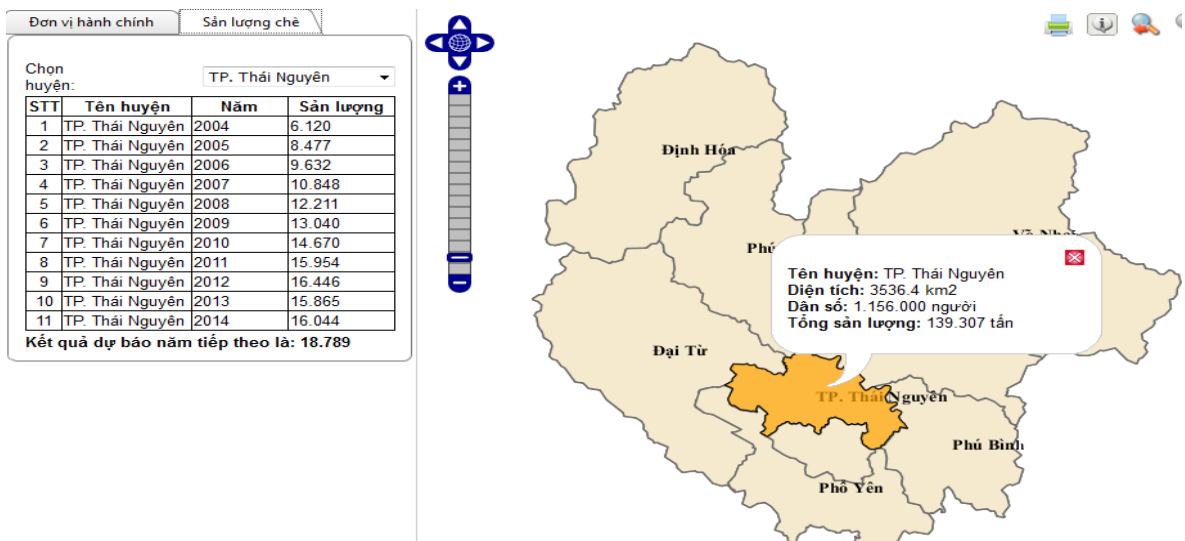 Đơn vị hành chính
Sản lượng chè
Chọn huyện:
TP. Thái Nguyên
STT Tên huyện Năm Sản lượng
1 TP. Thái Nguyên 2004 6.120
2 TP. Thái Nguyên 2005 8.477
3 TP. Thái Nguyên 2006 9.632
4 TP. Thái Nguyên 2007 10.848
5 TP. Thái Nguyên 2008 12.211
6 TP. Thái Nguyên 2009 13.040
7 TP. Thái Nguyên 2010 14.670
8 TP. Thái Nguyên 2011 15.954
9 TP. Thái Nguyên 2012 16.446
10 TP. Thái Nguyên 2013 15.865
11 TP. Thái Nguyên 2014 16.044
Kết quả dự báo năm tiếp theo là: 18.789
Định Hóa
Phú
Tên huyện: TP. Thái Nguyên
Diện tích: 3536.4 km2
Dân số: 1.156.000 người
Tổng sản lượng: 139.307 tấn
Đại Từ
TP. Thái Nguyên
Phú Bình
Phổ Yên